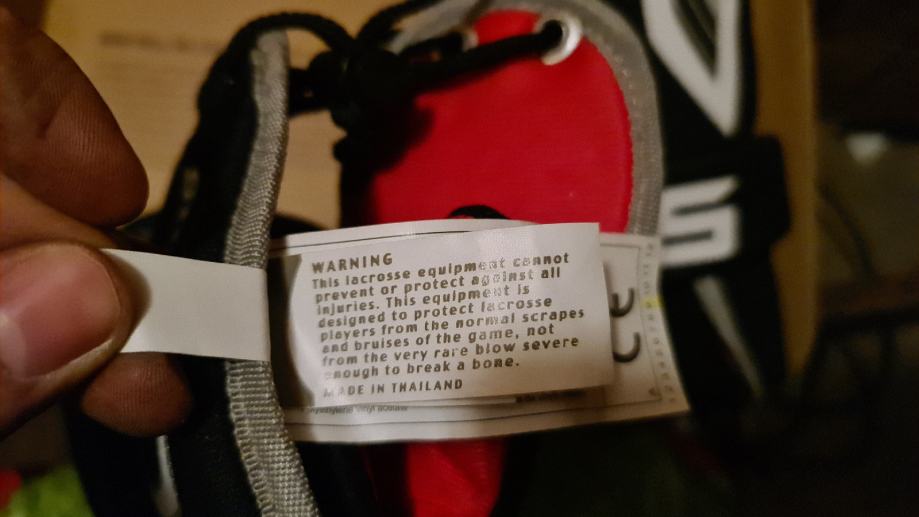 WARNING
This lacrosse equipment cannot
prevent or protect against all
injuries. This equipment is
designed to protect lacrosse
players from the normal scrapes
and bruises of the game, not
from the very rare blow severe
enough to break a bone.
MADE IN THAILAND
CE